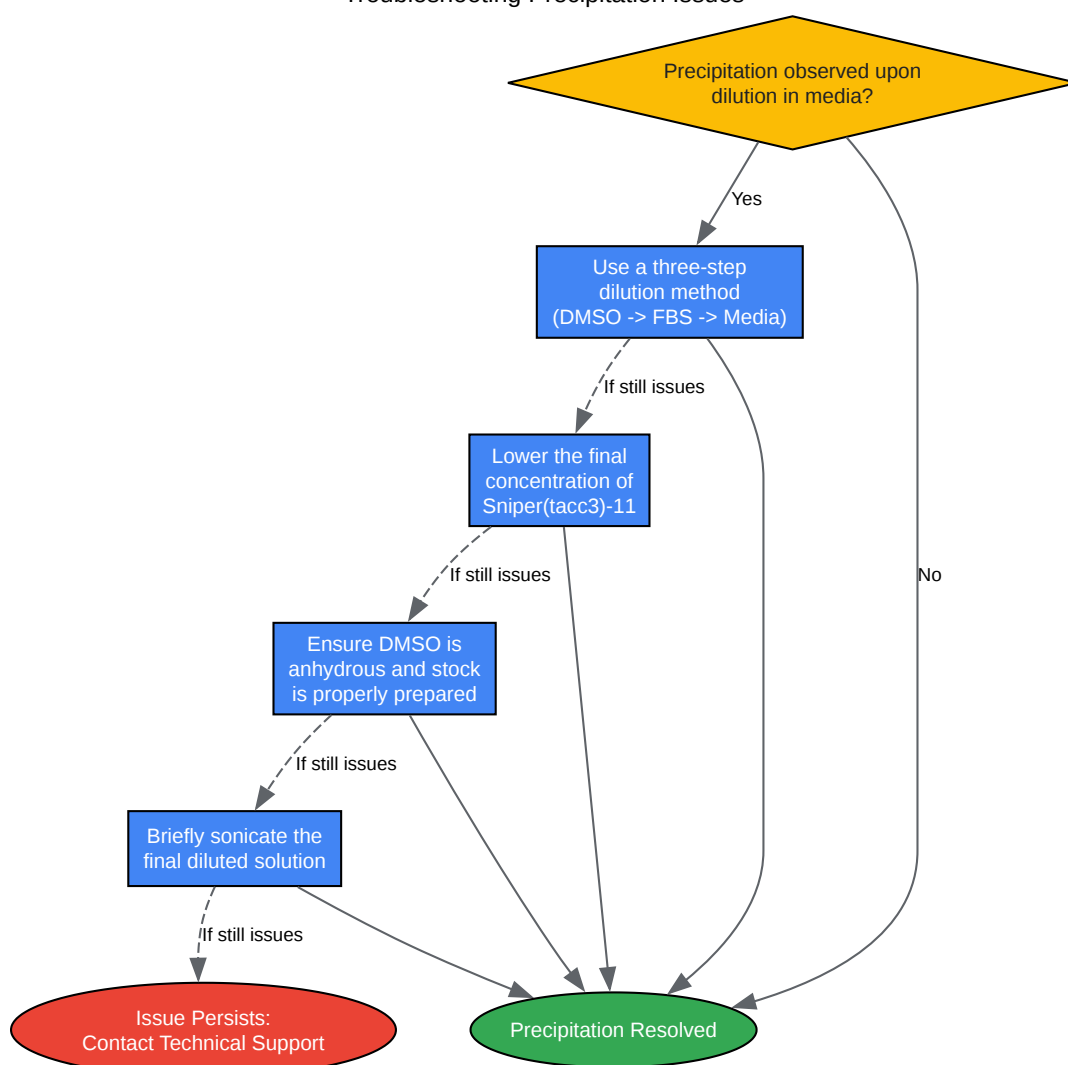 Troubleshooting Precipitation Issues
Precipitation observed upon
dilution in media?
Yes
Use a three-step
dilution method
(DMSO -> FBS -> Media)
If still issues
Lower the final
concentration of
Sniper(tacc3)-11
If still issues
No
Ensure DMSO is
anhydrous and stock
is properly prepared
If still issues
Briefly sonicate the
final diluted solution
If still issues
Issue Persists:
Contact Technical Support
Precipitation Resolved